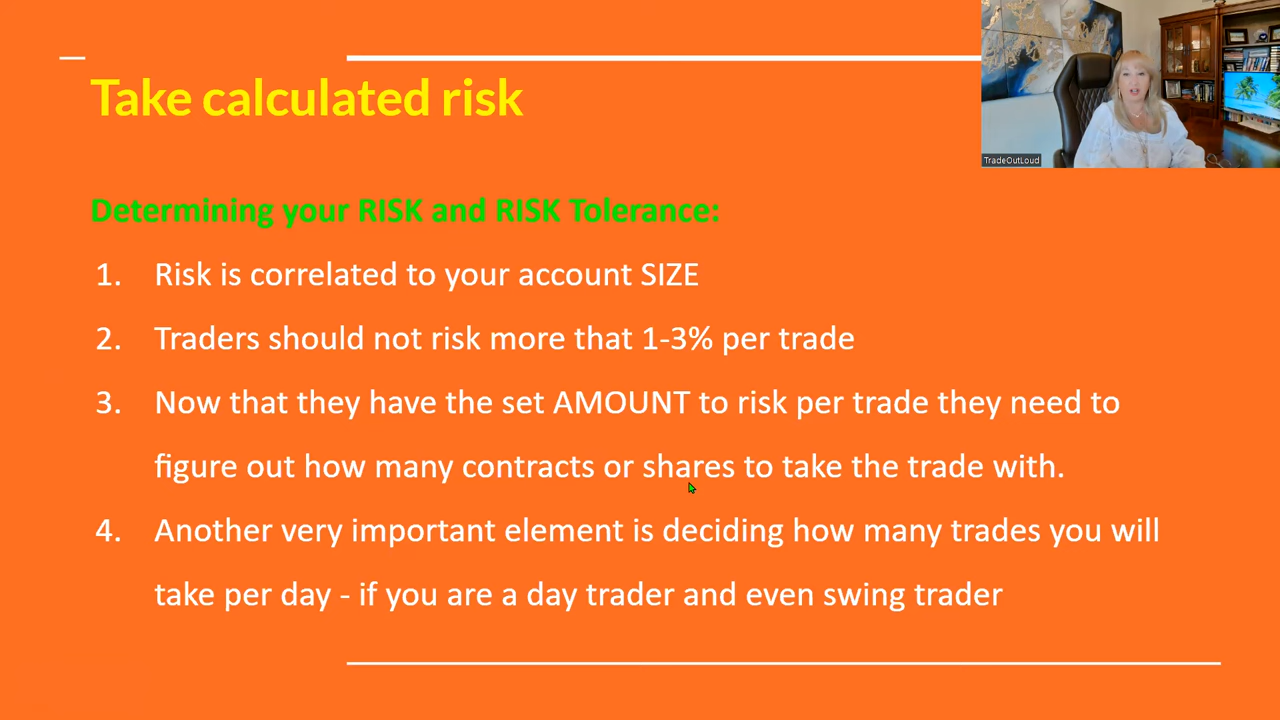 Take calculated risk
TradeOutLoud
Determining your RISK and RISK Tolerance:
1. Risk is correlated to your account SIZE
2. Traders should not risk more that 1-3% per trade
3. Now that they have the set AMOUNT to risk per trade they need to
figure out how many contracts or shares to take the trade with.
4. Another very important element is deciding how many trades you will
take per day - if you are a day trader and even swing trader